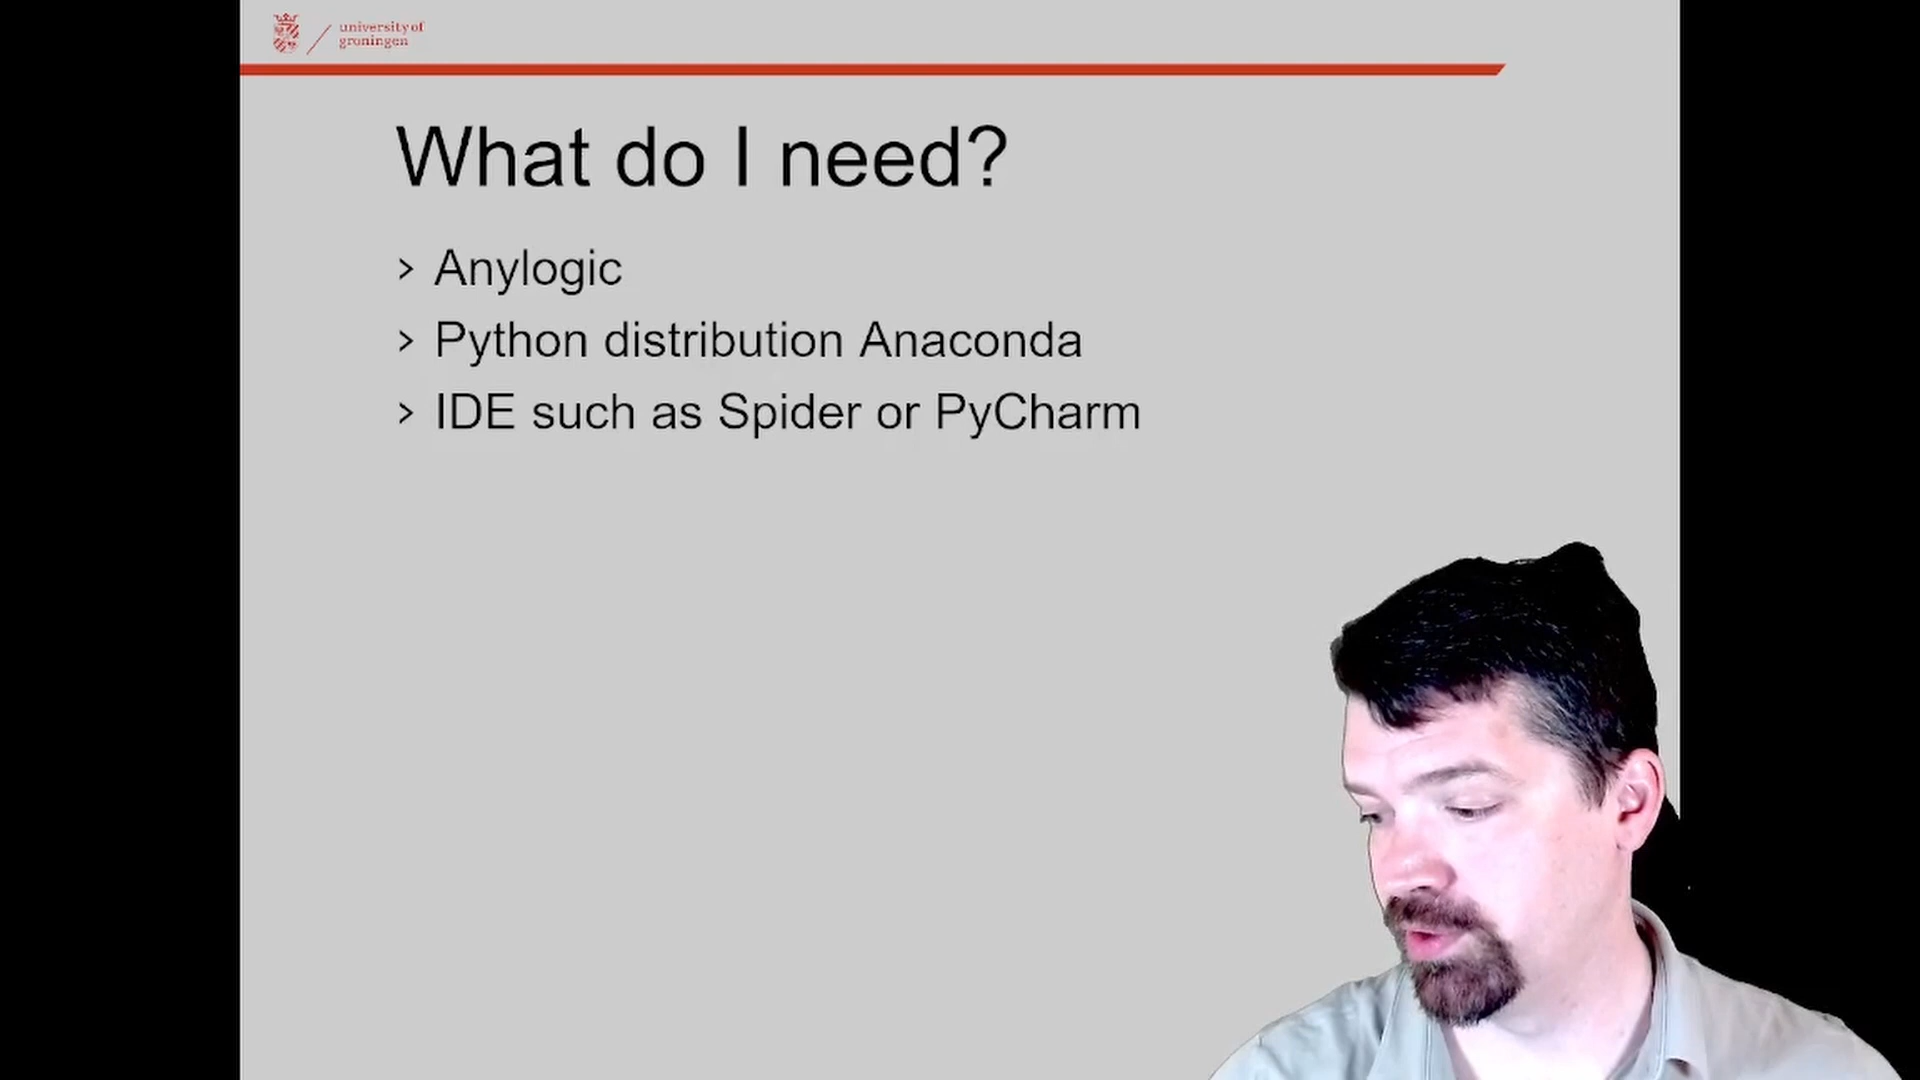 university of
groningen
What do I need?
> Anylogic
> Python distribution Anaconda
> IDE such as Spider or PyCharm